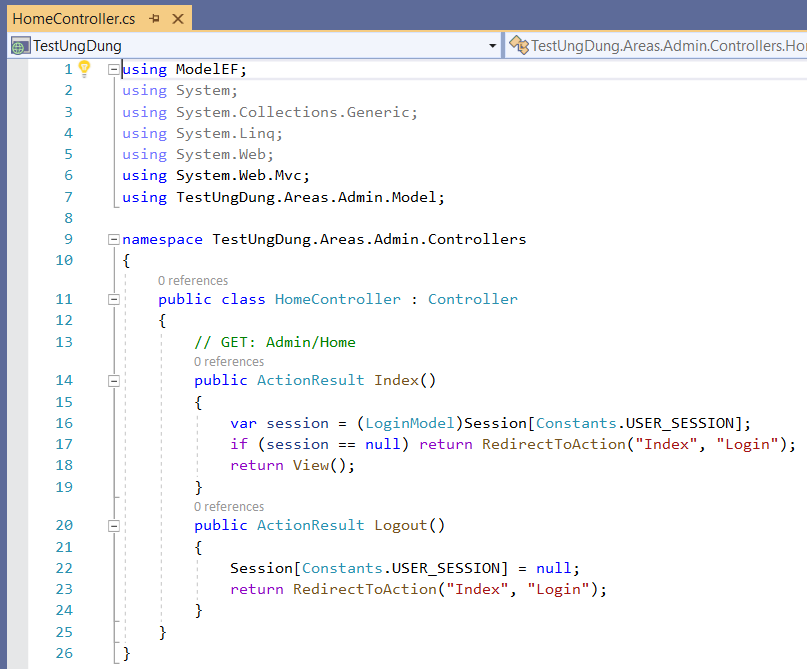 HomeController.cs
TestUngDung TestUngDung.Areas.Admin.Controllers.Ho
1 using ModelEF;
2 using System;
3 using System.Collections.Generic;
4 using System.Linq;
5 using System.Web;
6 using System.Web.Mvc;
7 using TestUngDung.Areas.Admin.Model;
8
9 namespace TestUngDung.Areas.Admin.Controllers
10 {
0 references
11 public class HomeController : Controller
12 {
13 // GET: Admin/Home
0 references
14 public ActionResult Index()
15 {
16 var session = (LoginModel)Session[Constants.USER_SESSION];
17 if (session == null) return RedirectToAction("Index", "Login");
18 return View();
19 }
0 references
20 public ActionResult Logout()
21 {
22 Session[Constants.USER_SESSION] = null;
23 return RedirectToAction("Index", "Login");
24 }
25 }
26 }